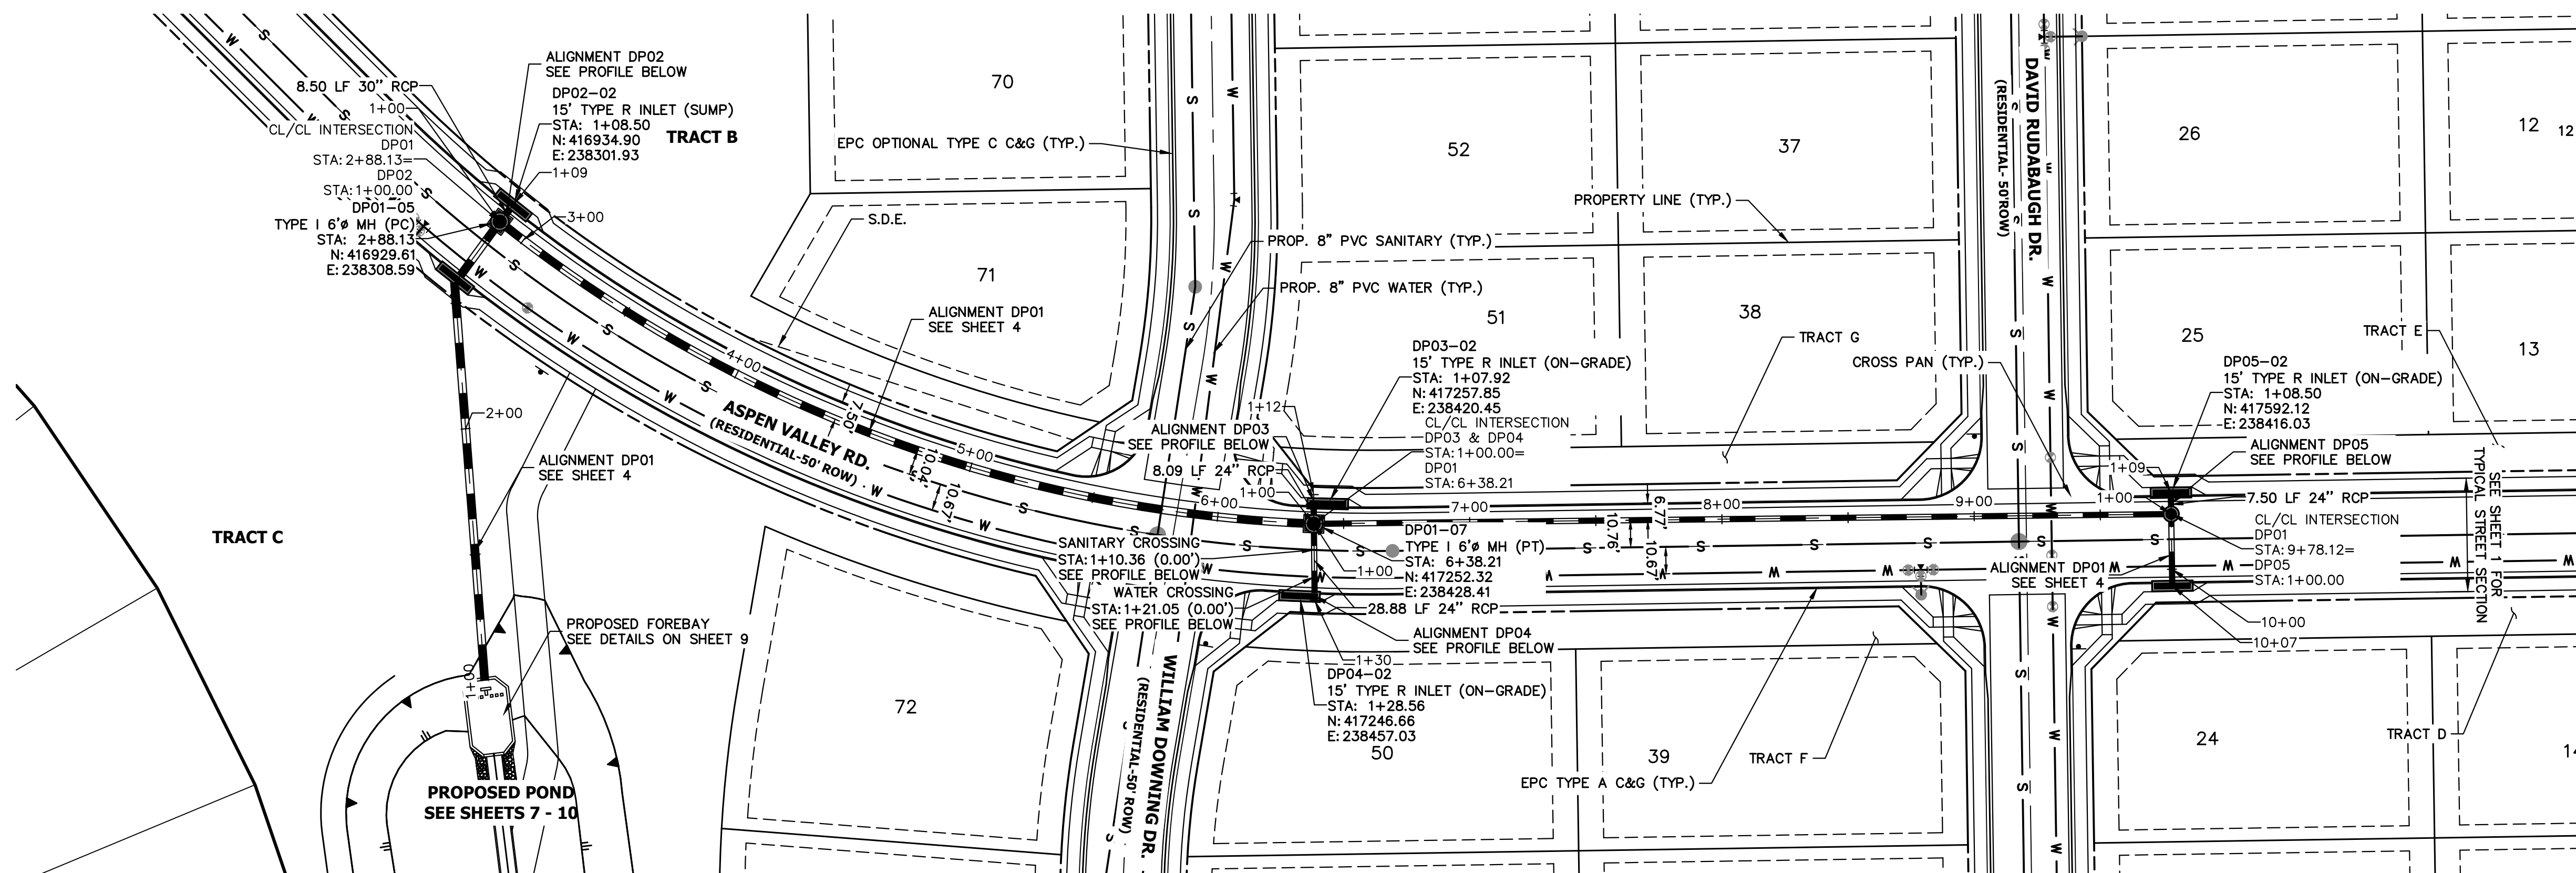 ALIGNMENT DP02
SEE PROFILE BELOW
8.50 LF 30" RCP
1+00
CL/CL INTERSECTION
DP01
STA: 2+88.13=
DP02
STA: 1+00.00
DP01-05
TYPE I 6'ø MH (PC)
STA: 2+88.13
N: 416929.61
E: 238308.59
DP02-02
15' TYPE R INLET (SUMP)
STA: 1+08.50
N: 416934.90
E: 238301.93
1+09
TRACT B
3+00
S.D.E.
EPC OPTIONAL TYPE C C&G (TYP.)
70
71
ALIGNMENT DP01
SEE SHEET 4
4+00
7.50'
ASPEN VALLEY RD.
(RESIDENTIAL-50' ROW)
10.04'
10.67'
5+00
2+00
ALIGNMENT DP01
SEE SHEET 4
TRACT C
PROPOSED FOREBAY
SEE DETAILS ON SHEET 9
1+00
PROPOSED POND
SEE SHEETS 7 - 10
72
PROP. 8" PVC SANITARY (TYP.)
PROP. 8" PVC WATER (TYP.)
52
37
PROPERTY LINE (TYP.)
51
38
DP03-02
15' TYPE R INLET (ON-GRADE)
STA: 1+07.92
N: 417257.85
E: 238420.45
CL/CL INTERSECTION
DP03 & DP04
STA: 1+00.00=
DP01
STA: 6+38.21
1+12
ALIGNMENT DP03
SEE PROFILE BELOW
8.09 LF 24" RCP
1+00
6+00
SANITARY CROSSING
STA: 1+10.36 (0.00')
SEE PROFILE BELOW
WATER CROSSING
STA: 1+21.05 (0.00')
SEE PROFILE BELOW
DP01-07
TYPE I 6'ø MH (PT)
STA: 6+38.21
N: 417252.32
E: 238428.41
1+00
28.88 LF 24" RCP
ALIGNMENT DP04
SEE PROFILE BELOW
1+30
DP04-02
15' TYPE R INLET (ON-GRADE)
STA: 1+28.56
N: 417246.66
E: 238457.03
50
39
WILLIAM DOWNING DR.
(RESIDENTIAL-50' ROW)
7+00
8+00
9+00
10.76'
6.77'
10.67'
TRACT G
CROSS PAN (TYP.)
EPC TYPE A C&G (TYP.)
TRACT F
DAVID RUDABAUGH DR.
(RESIDENTIAL- 50'ROW)
26
12
12
25
13
TRACT E
DP05-02
15' TYPE R INLET (ON-GRADE)
STA: 1+08.50
N: 417592.12
E: 238416.03
ALIGNMENT DP05
SEE PROFILE BELOW
1+09
1+00
7.50 LF 24" RCP
CL/CL INTERSECTION
DP01
STA: 9+78.12=
DP05
STA: 1+00.00
ALIGNMENT DP01
SEE SHEET 4
10+00
10+07
SEE SHEET 1 FOR
TYPICAL STREET SECTION
TRACT D
24